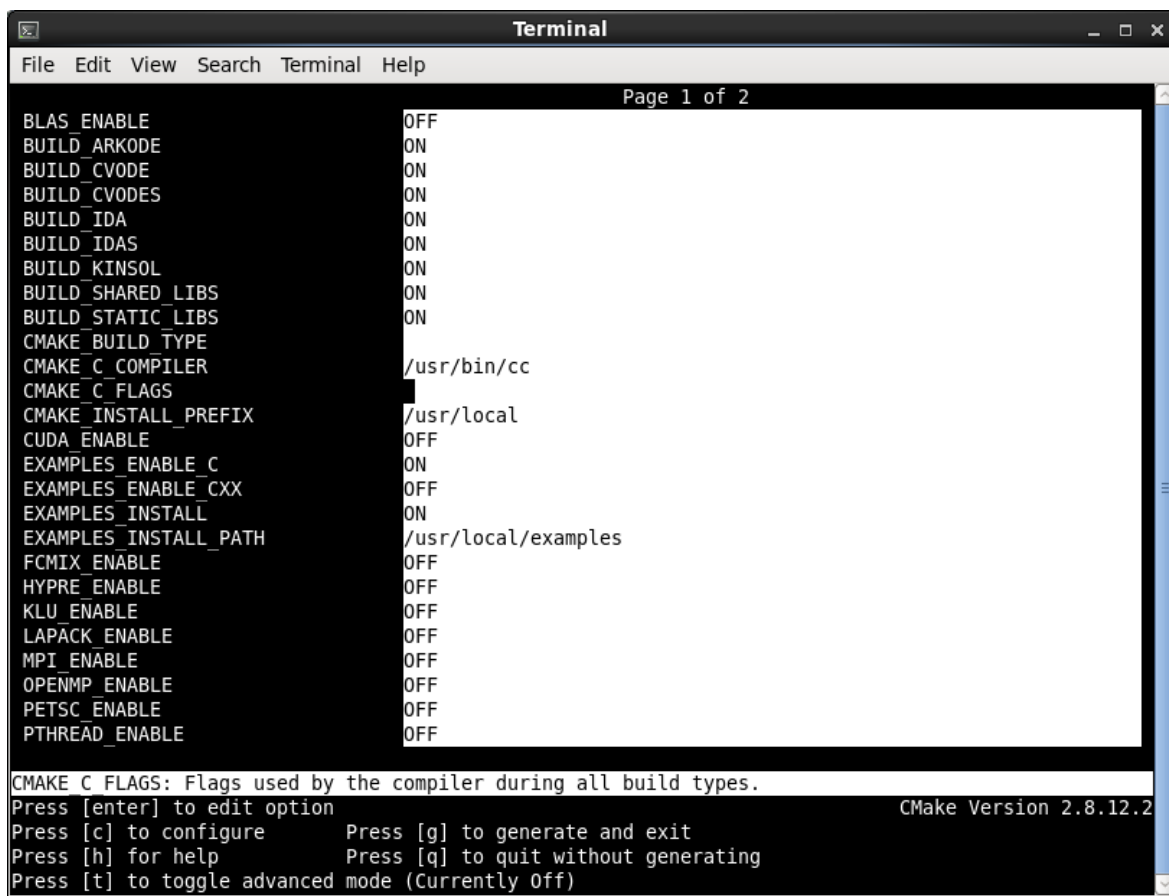 Terminal
File Edit View Search Terminal Help
Page 1 of 2
BLAS_ENABLE OFF
BUILD_ARKODE ON
BUILD_CVODE ON
BUILD_CVODES ON
BUILD_IDA ON
BUILD_IDAS ON
BUILD_KINSOL ON
BUILD_SHARED_LIBS ON
BUILD_STATIC_LIBS ON
CMAKE_BUILD_TYPE
CMAKE_C_COMPILER /usr/bin/cc
CMAKE_C_FLAGS
CMAKE_INSTALL_PREFIX /usr/local
CUDA_ENABLE OFF
EXAMPLES_ENABLE_C ON
EXAMPLES_ENABLE_CXX OFF
EXAMPLES_INSTALL ON
EXAMPLES_INSTALL_PATH /usr/local/examples
FCMIX_ENABLE OFF
HYPRE_ENABLE OFF
KLU_ENABLE OFF
LAPACK_ENABLE OFF
MPI_ENABLE OFF
OPENMP_ENABLE OFF
PETSC_ENABLE OFF
PTHREAD_ENABLE OFF
CMAKE_C_FLAGS: Flags used by the compiler during all build types.
Press [enter] to edit option CMake Version 2.8.12.2
Press [c] to configure Press [g] to generate and exit
Press [h] for help Press [q] to quit without generating
Press [t] to toggle advanced mode (Currently Off)